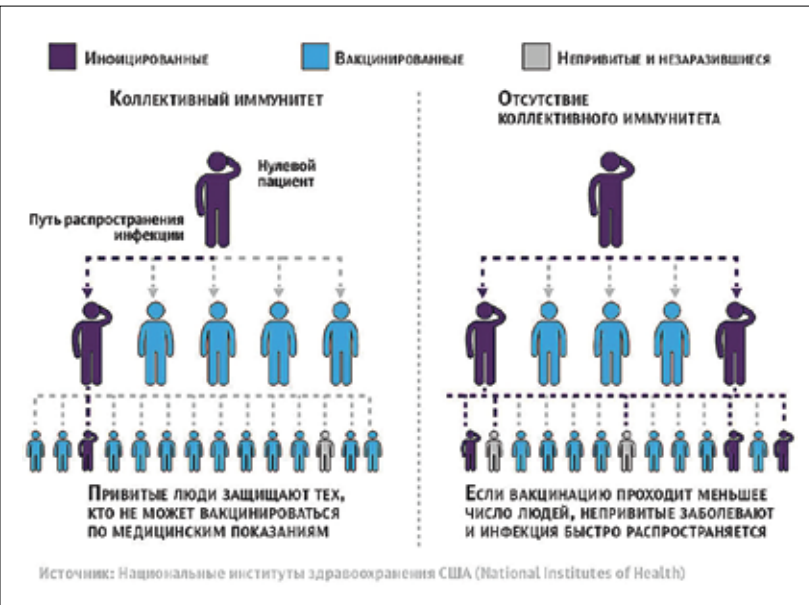 Инфицированные
Вакцинированные
Непривитые и незаразившиеся
Коллективный иммунитет
Отсутствие
коллективного иммунитета
Нулевой
пациент
Путь распространения
инфекции
Привитые люди защищают тех,
кто не может вакцинироваться
по медицинским показаниям
Если вакцинацию проходит меньшее
число людей, непривитые заболевают
и инфекция быстро распространяется
Источник: Национальные институты здравоохранения США (National Institutes of Health)